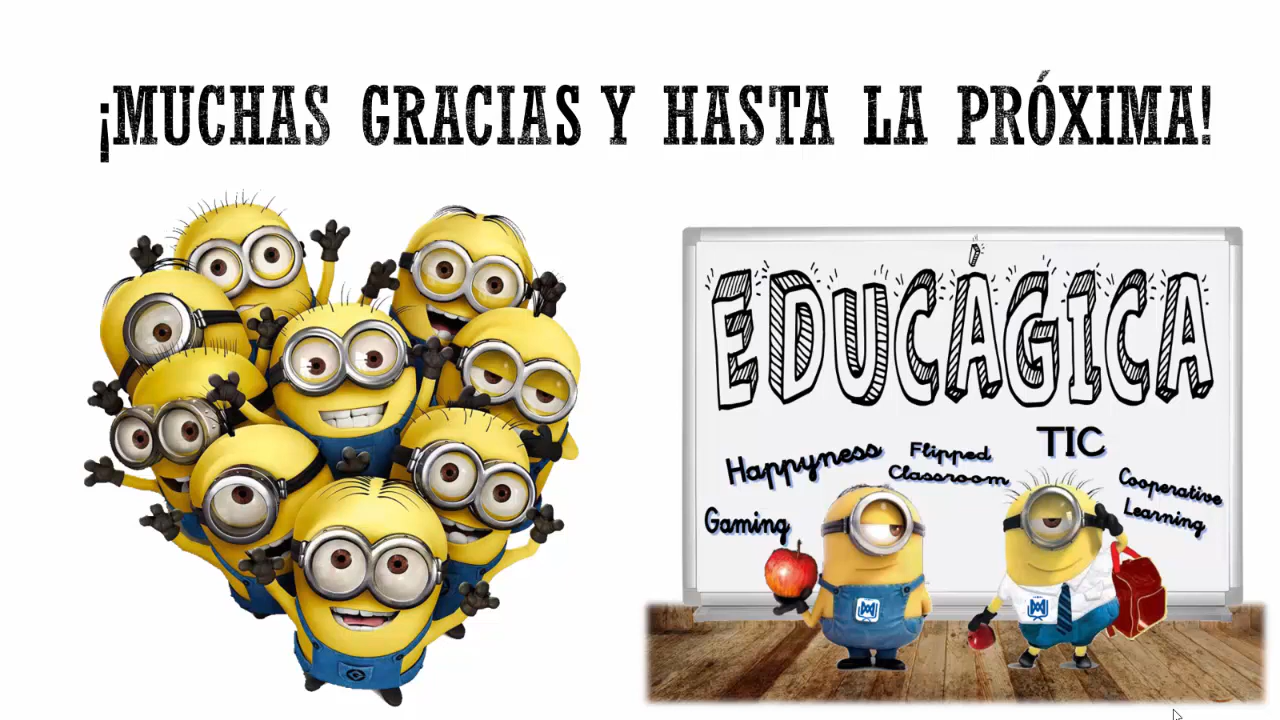 ¡MUCHAS GRACIAS Y HASTA LA PRÓXIMA!
EDUCÁGICA
Happyness
Flipped
Classroom
TIC
Cooperative
Learning
Gaming